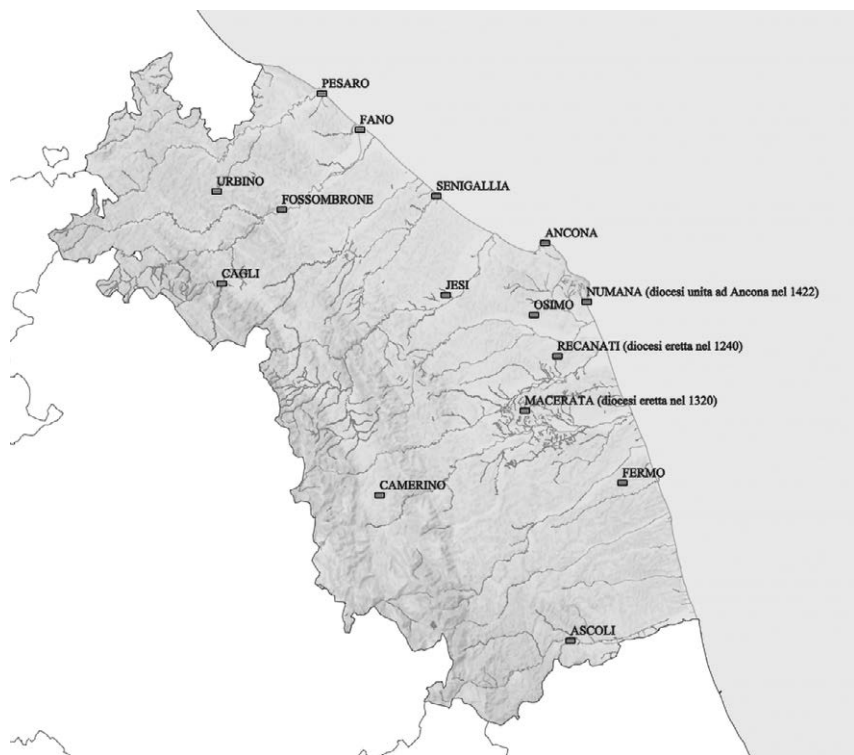 PESARO
FANO
URBINO
SENIGALLIA
FOSSOMBRONE
ANCONA
CAGLI
JESI
NUMANA (diocesi unita ad Ancona nel 1422)
OSIMO
RECANATI (diocesi eretta nel 1240)
MACERATA (diocesi eretta nel 1320)
FERMO
CAMERINO
ASCOLI